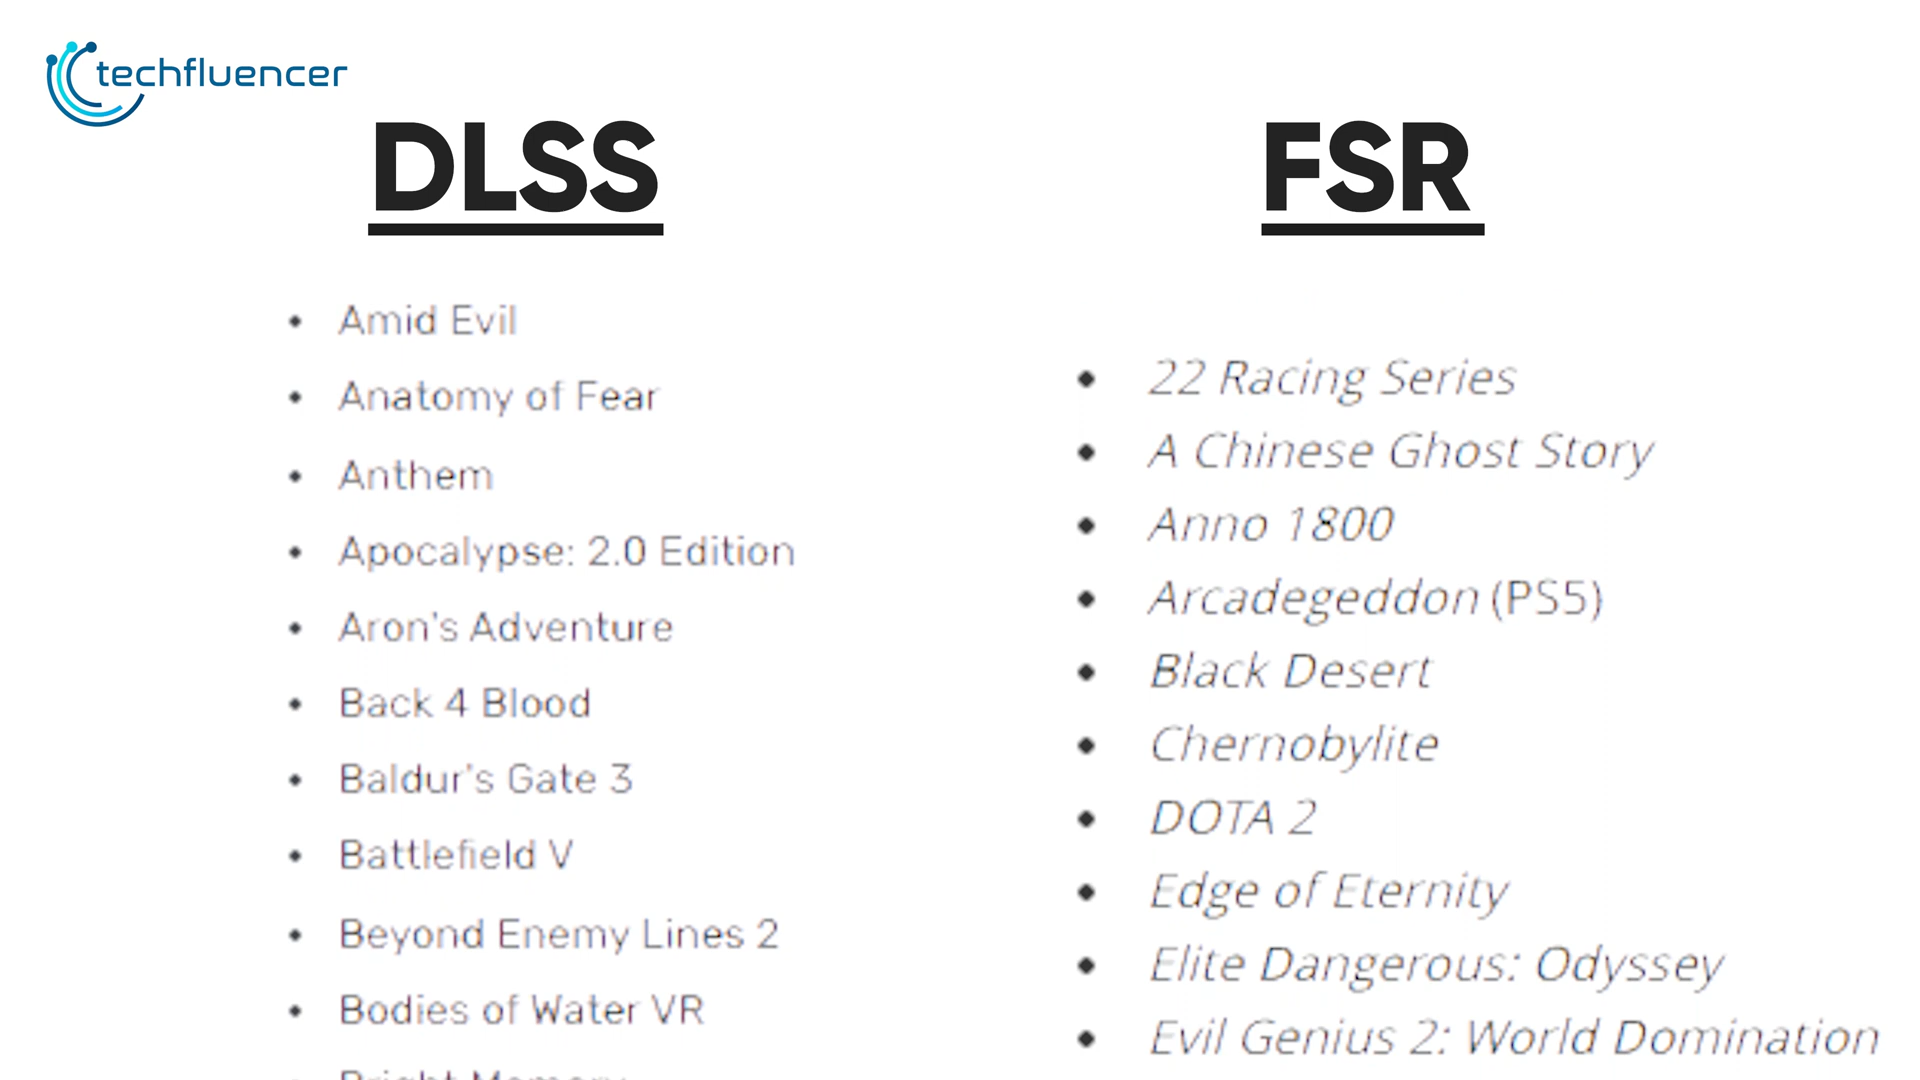 techfluencer
DLSS
Amid Evil
Anatomy of Fear
Anthem
Apocalypse: 2.0 Edition
Aron's Adventure
Back 4 Blood
Baldur's Gate 3
Battlefield V
Beyond Enemy Lines 2
Bodies of Water VR
Bright Memory
FSR
22 Racing Series
A Chinese Ghost Story
Anno 1800
Arcadegeddon (PS5)
Black Desert
Chernobylite
DOTA 2
Edge of Eternity
Elite Dangerous: Odyssey
Evil Genius 2: World Domination